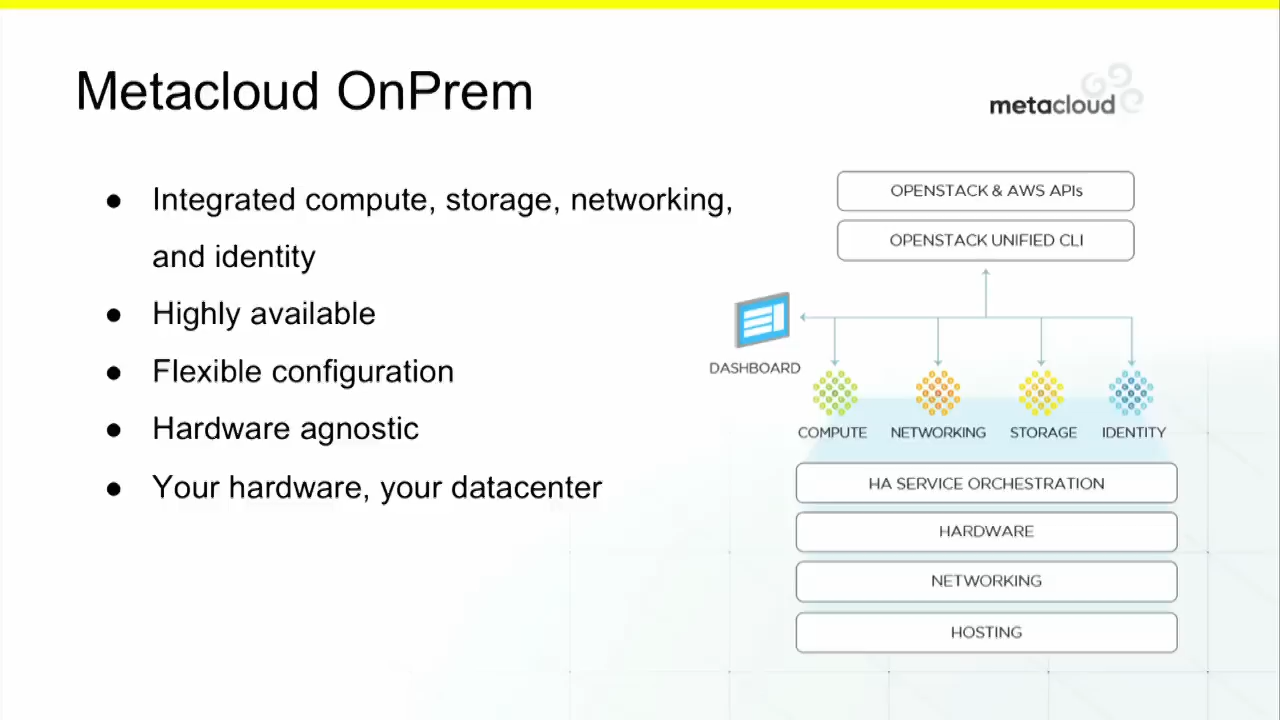 Metacloud OnPrem
metacloud
● Integrated compute, storage, networking,
and identity
● Highly available
● Flexible configuration
● Hardware agnostic
● Your hardware, your datacenter
OPENSTACK & AWS APIs
OPENSTACK UNIFIED CLI
DASHBOARD
COMPUTE NETWORKING STORAGE IDENTITY
HA SERVICE ORCHESTRATION
HARDWARE
NETWORKING
HOSTING